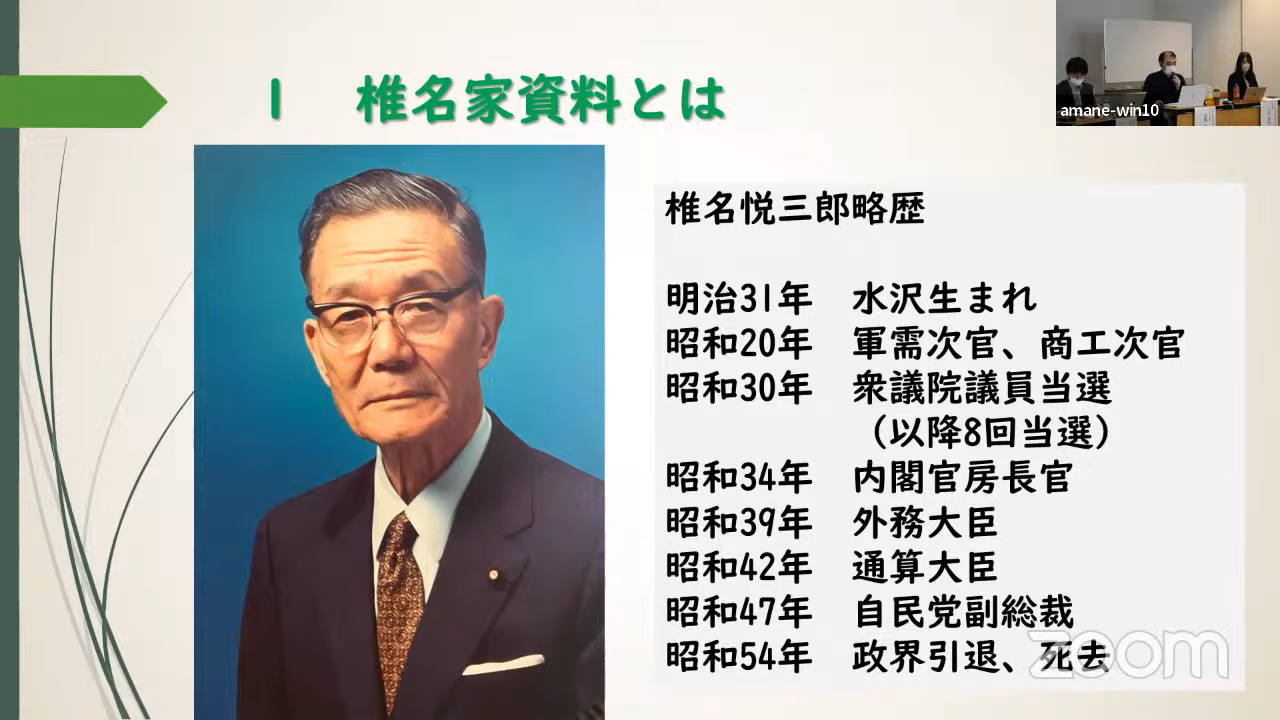 1 椎名家資料とは
amane-win10
椎名悦三郎略歴
明治31年 水沢生まれ
昭和20年 軍需次官、商工次官
昭和30年 衆議院議員当選
（以降8回当選）
昭和34年 内閣官房長官
昭和39年 外務大臣
昭和42年 通算大臣
昭和47年 自民党副総裁
昭和54年 政界引退、死去
zoom